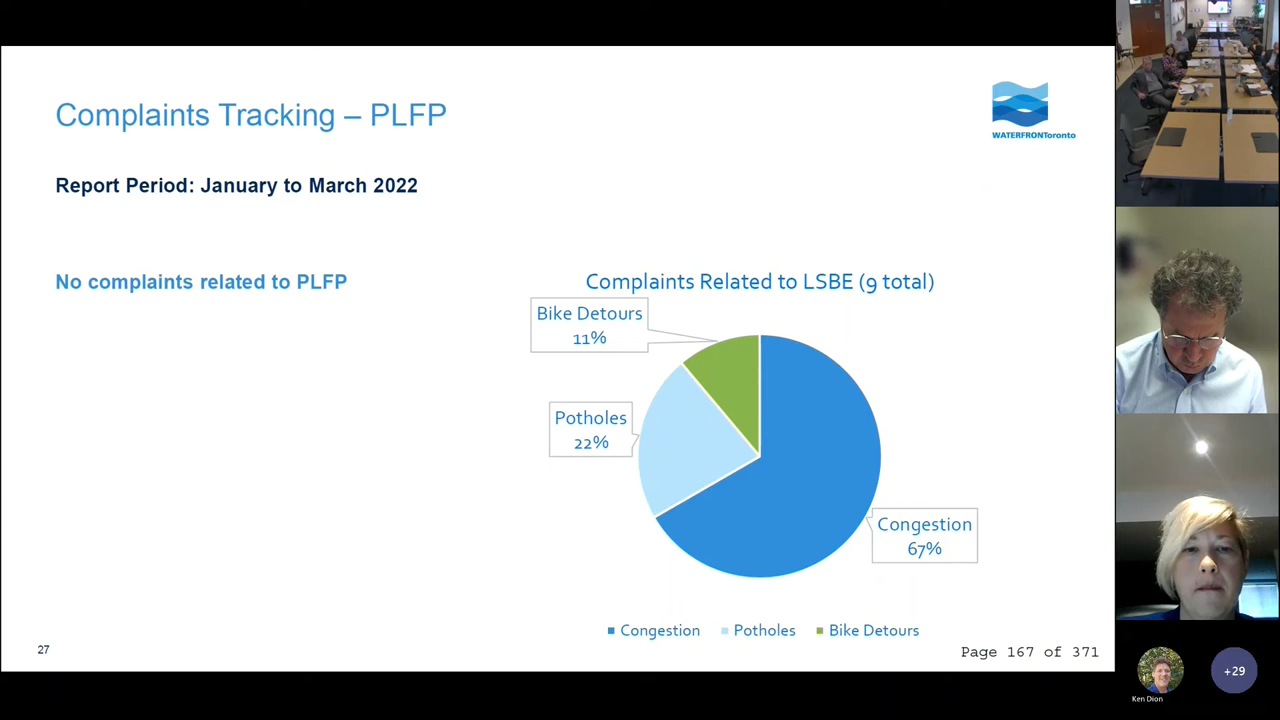 Complaints Tracking – PLFP
WATERFRONToronto
Report Period: January to March 2022
No complaints related to PLFP
Complaints Related to LSBE (9 total)
Bike Detours
11%
Potholes
22%
Congestion
67%
Congestion Potholes Bike Detours
27
Page 167 of 371
+29
Ken Dion